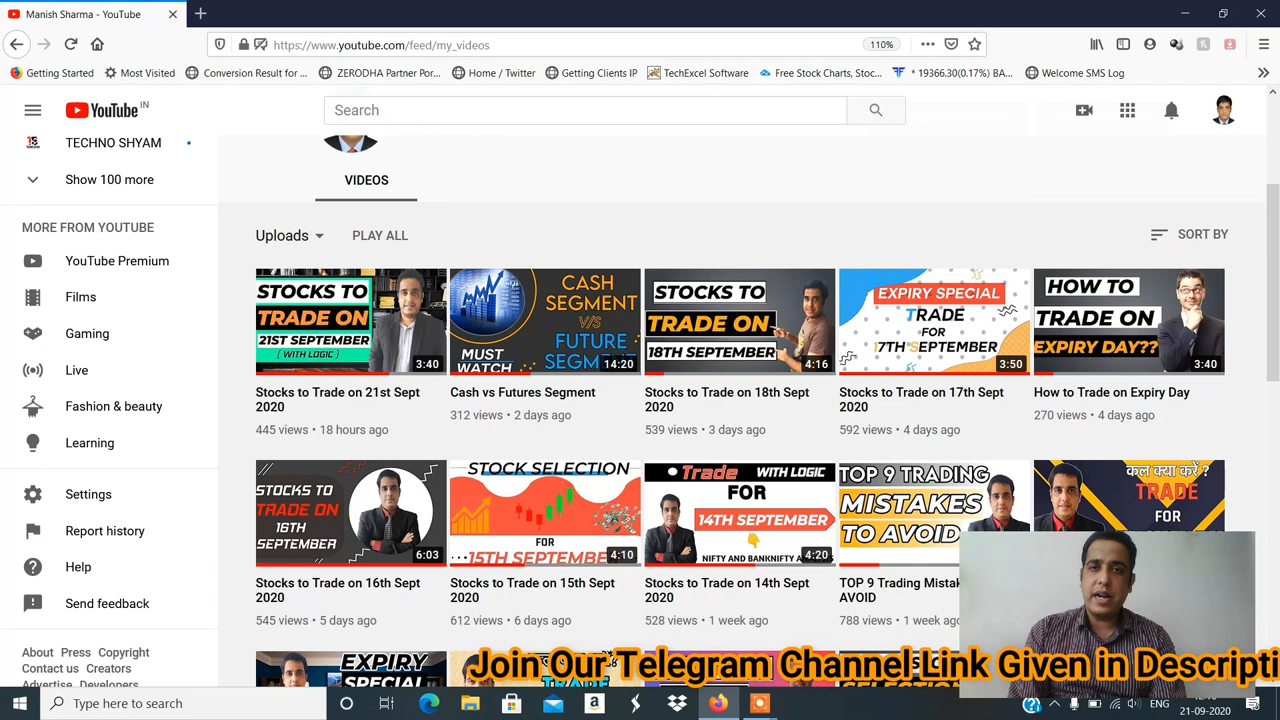 Manish Sharma - YouTube
https://www.youtube.com/feed/my_videos
110%
Getting Started
Most Visited
Conversion Result for ...
ZERODHA Partner Por...
Home / Twitter
Getting Clients IP
TechExcel Software
Free Stock Charts, Stoc...
* 19366.30(0.17%) BA...
Welcome SMS Log
YouTube IN
Search
TECHNO SHYAM
Show 100 more
MORE FROM YOUTUBE
YouTube Premium
Films
Gaming
Live
Fashion & beauty
Learning
Settings
Report history
Help
Send feedback
About Press Copyright
Contact us Creators
Advertise Developers
VIDEOS
Uploads
PLAY ALL
SORT BY
STOCKS TO
TRADE ON
21ST SEPTEMBER
( WITH LOGIC )
3:40
Stocks to Trade on 21st Sept
2020
445 views • 18 hours ago
CASH
SEGMENT
V/S
FUTURE
SEGM
MUST
WATCH
14:20
Cash vs Futures Segment
312 views • 2 days ago
STOCKS TO
TRADE ON
18TH SEPTEMBER
4:16
Stocks to Trade on 18th Sept
2020
539 views • 3 days ago
EXPIRY SPECIAL
TRADE
FOR
17TH SEPTEMBER
3:50
Stocks to Trade on 17th Sept
2020
592 views • 4 days ago
HOW TO
TRADE ON
EXPIRY DAY??
3:40
How to Trade on Expiry Day
270 views • 4 days ago
STOCKS TO
TRADE ON
16TH
SEPTEMBER
6:03
Stocks to Trade on 16th Sept
2020
545 views • 5 days ago
STOCK SELECTION
FOR
15TH SEPTEMBE
4:10
Stocks to Trade on 15th Sept
2020
612 views • 6 days ago
Trade WITH LOGIC
FOR
14TH SEPTEMBER
NIFTY AND BANKNIFTY A
4:20
Stocks to Trade on 14th Sept
2020
528 views • 1 week ago
TOP 9 TRADING
MISTAKES
TO AVOID
TOP 9 Trading Mistak
AVOID
788 views • 1 week
कल क्या करें ?
TRADE
FOR
EXPIRY
SPECIAL
Join Our Telegram Channel Link Given in Descripti
Type here to search
ENG
21-09-2020